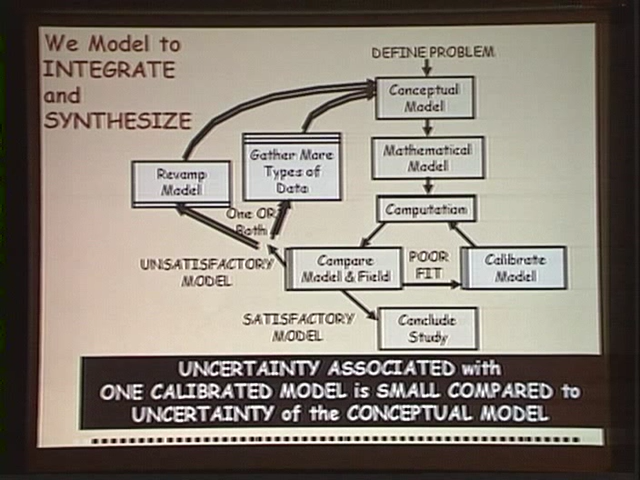 We Model to
INTEGRATE
and
SYNTHESIZE
DEFINE PROBLEM
Conceptual
Model
Mathematical
Model
Computation
Gather More
Types of
Data
Revamp
Model
One OR
Both
UNSATISFACTORY
MODEL
Compare
Model & Field
POOR
FIT
Calibrate
Model
SATISFACTORY
MODEL
Conclude
Study
UNCERTAINTY ASSOCIATED with
ONE CALIBRATED MODEL is SMALL COMPARED to
UNCERTAINTY of the CONCEPTUAL MODEL